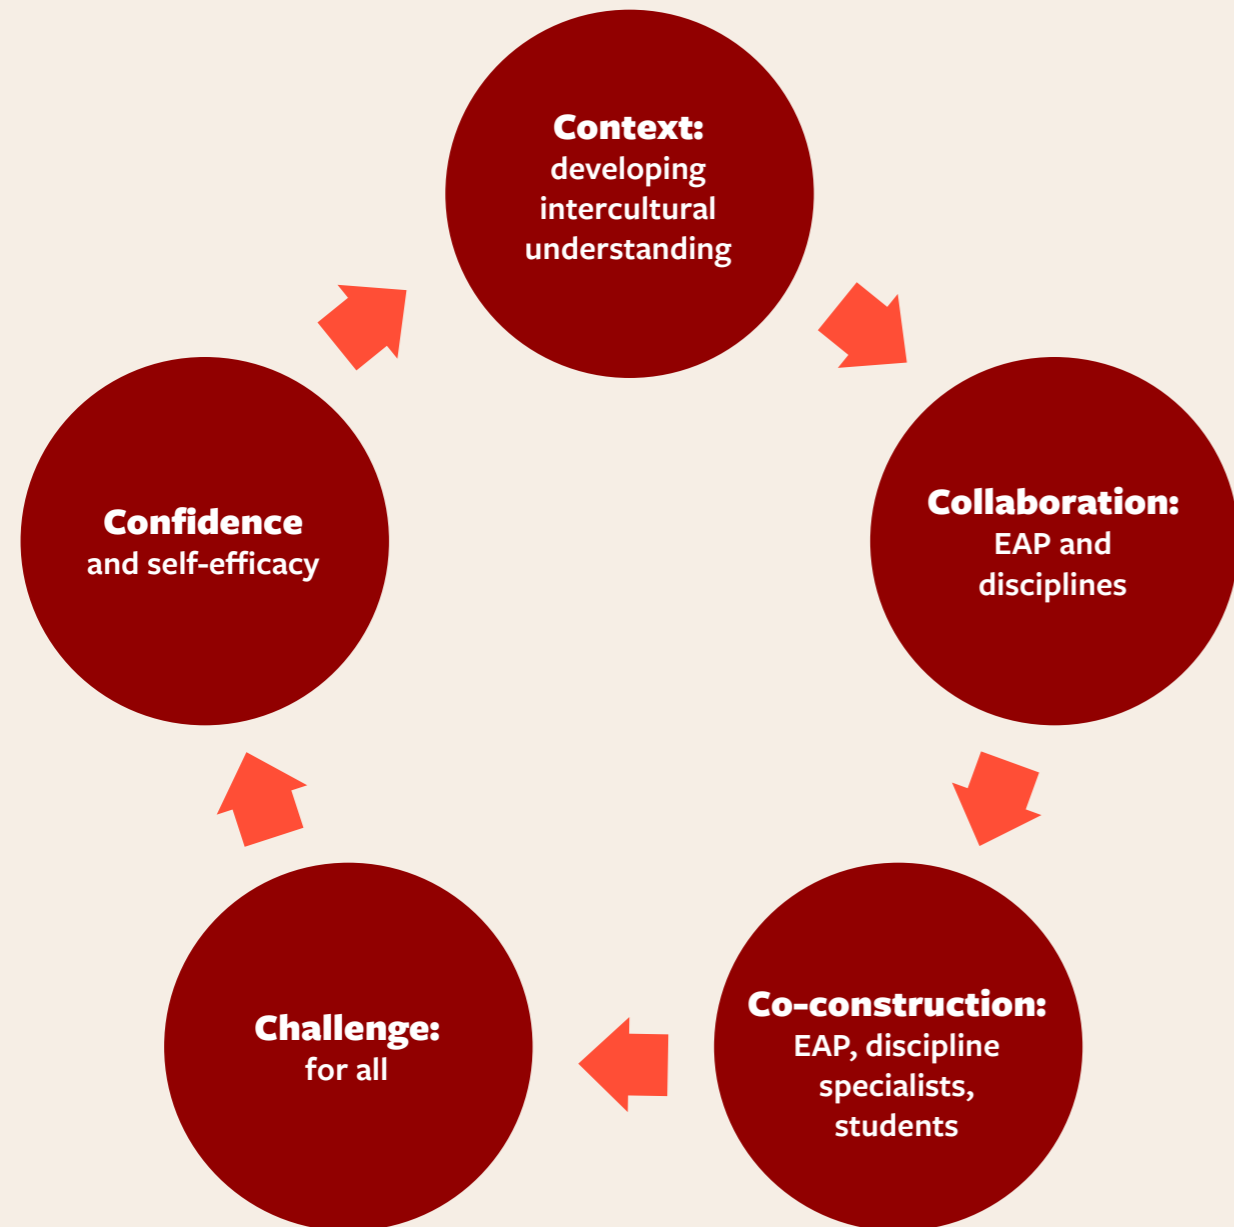 Context:
developing
intercultural
understanding
Collaboration:
EAP and
disciplines
Co-construction:
EAP, discipline
specialists,
students
Challenge:
for all
Confidence
and self-efficacy